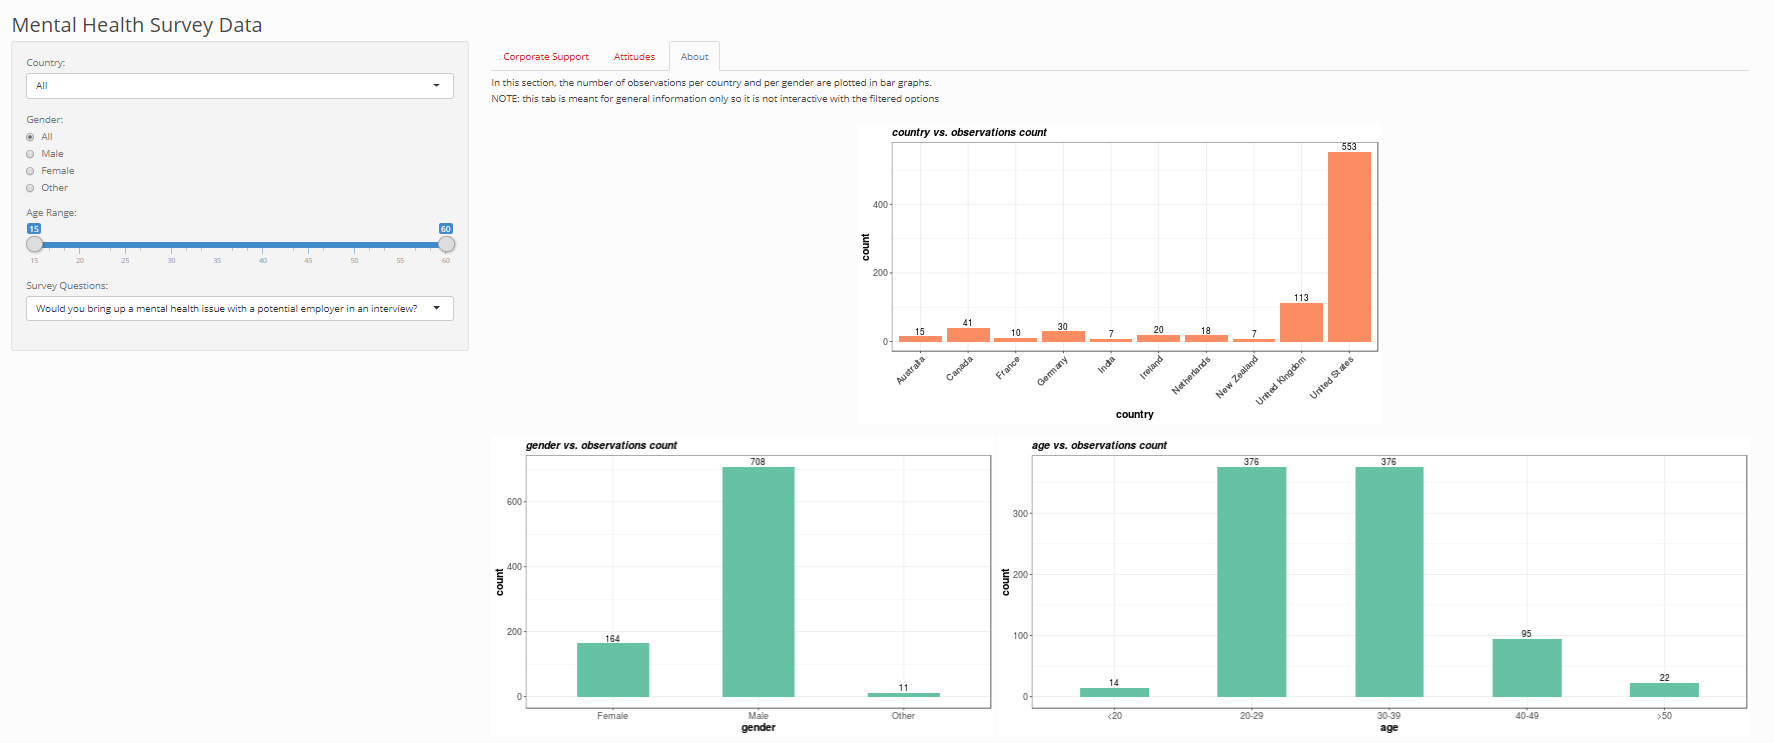 Mental Health Survey Data
Country:
All
Gender:
All
Male
Female
Other
Age Range:
15 60
15 20 25 30 35 40 45 50 55 60
Survey Questions:
Would you bring up a mental health issue with a potential employer in an interview?
Corporate Support Attitudes About
In this section, the number of observations per country and per gender are plotted in bar graphs.
NOTE: this tab is meant for general information only so it is not interactive with the filtered options
country vs. observations count
553
400
count
200
113
41
30
20
18
15
10
7
7
0
Australia Canada France Germany India Ireland Netherlands New Zealand United Kingdom United States
country
gender vs. observations count
708
600
400
count
200
164
11
0
Female Male Other
gender
age vs. observations count
376 376
300
200
count
100
95
22
14
0
<20 20-29 30-39 40-49 >50
age